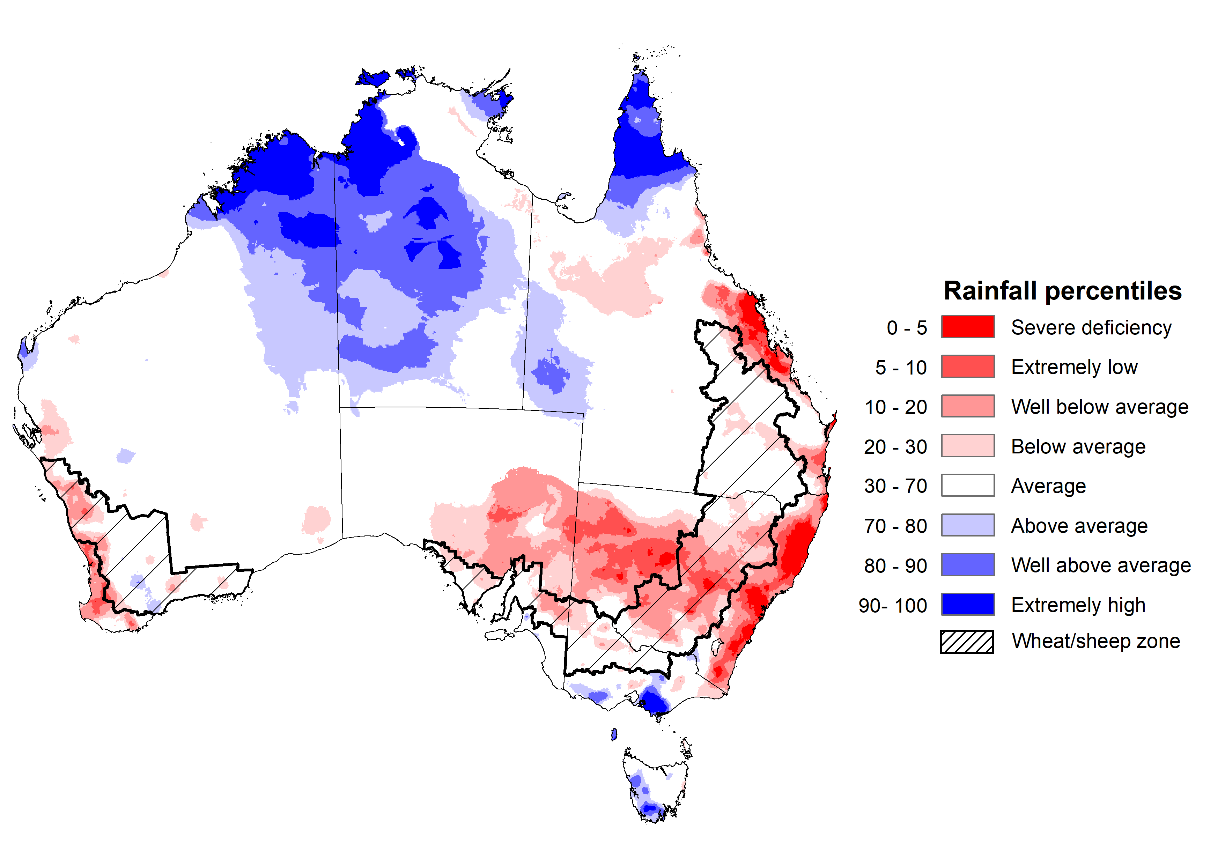 Rainfall percentiles
0 - 5 Severe deficiency
5 - 10 Extremely low
10 - 20 Well below average
20 - 30 Below average
30 - 70 Average
70 - 80 Above average
80 - 90 Well above average
90- 100 Extremely high
Wheat/sheep zone